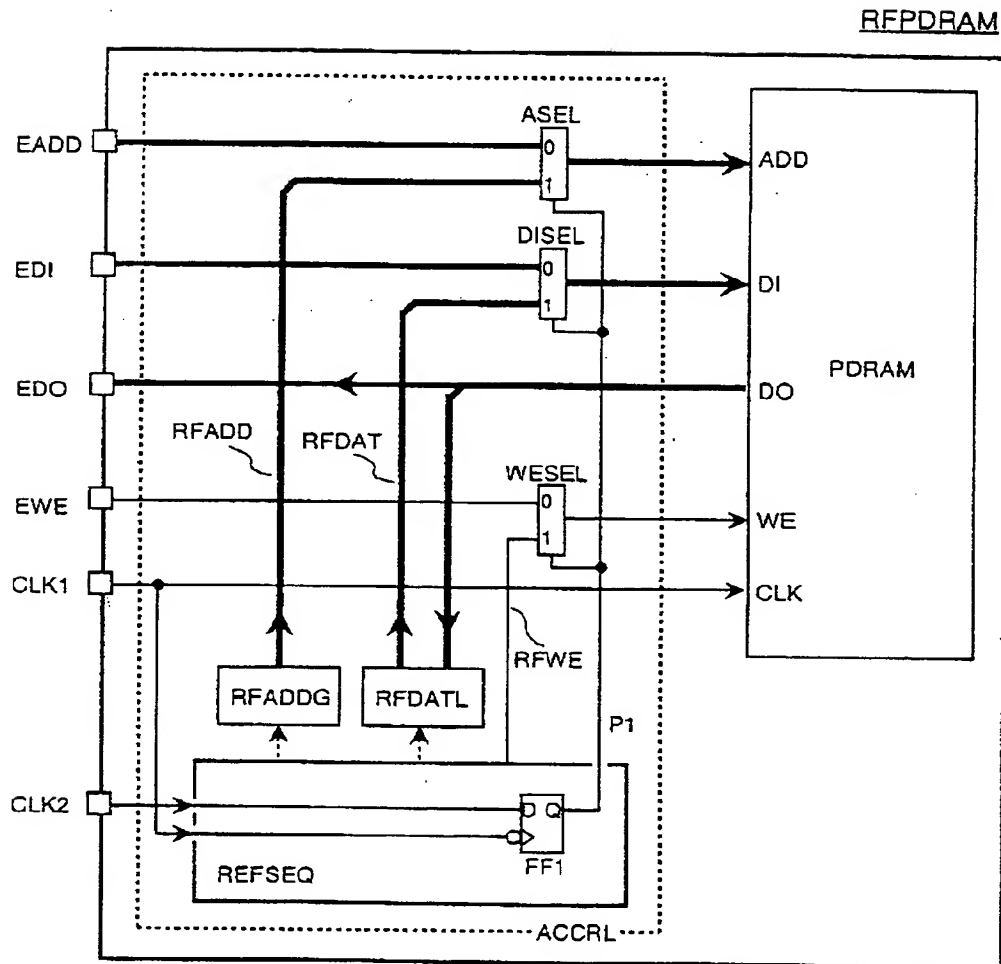 RFPDRAM
ASEL
EADD
0
ADD
1
DISEL
EDI
0
DI
1
PDRAM
EDO
DO
RFADD
RFDAT
WESEL
EWE
0
WE
1
CLK1
CLK
RFWE
RFADDG
RFDATL
P1
CLK2
D Q
FF1
REFSEQ
ACCRL